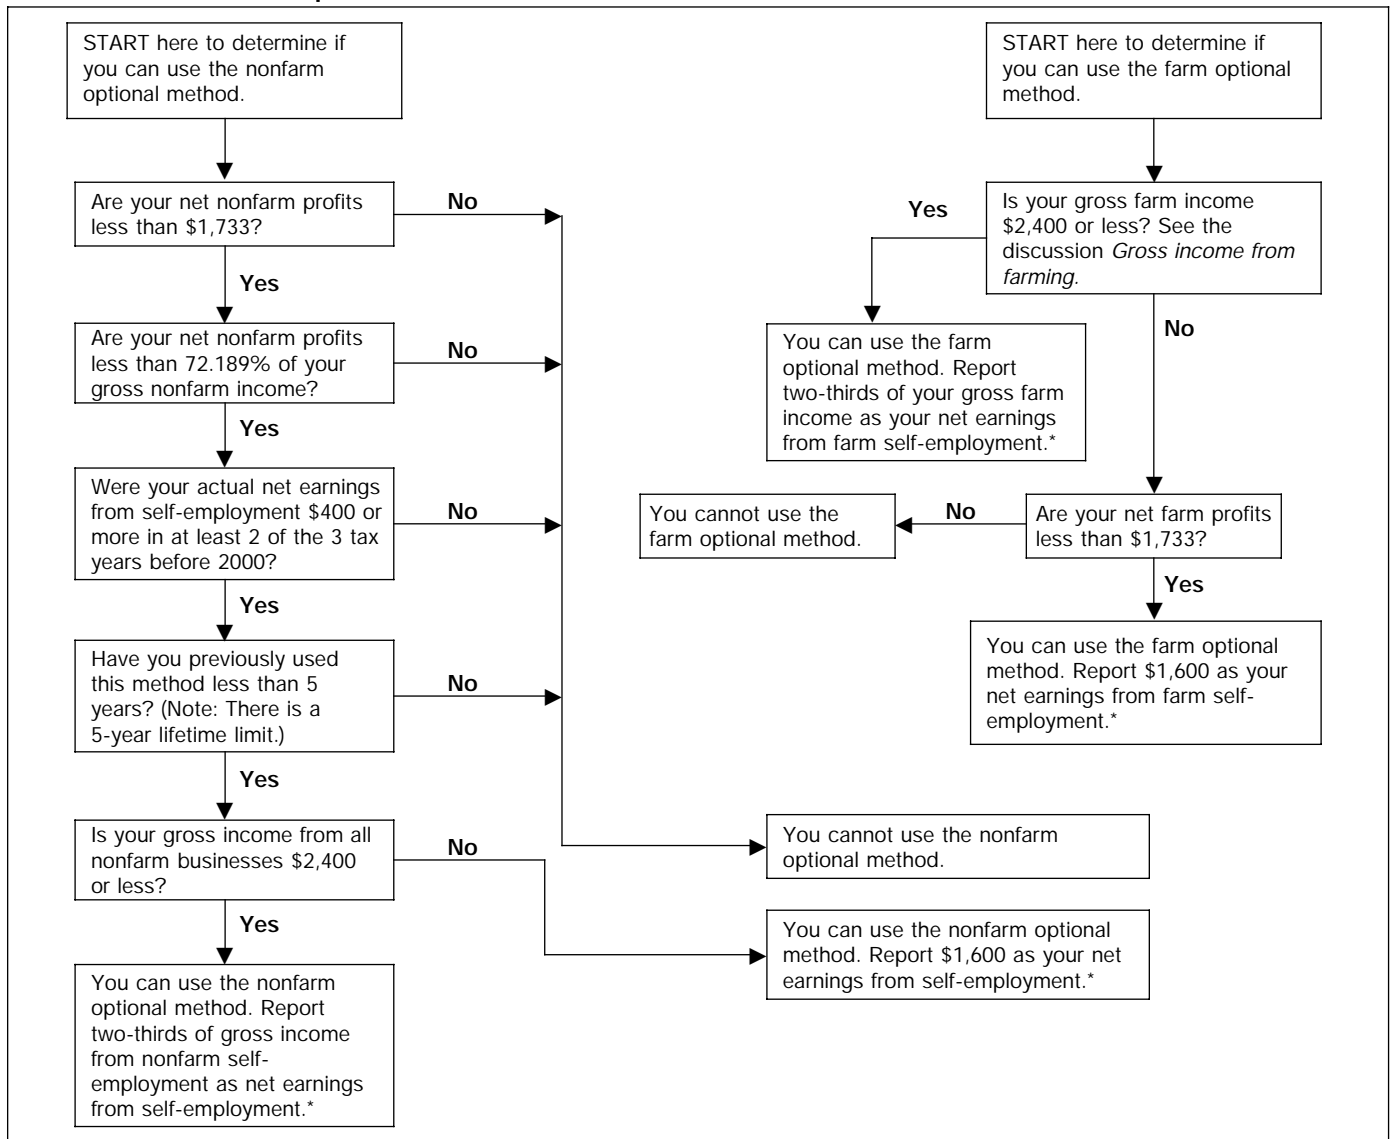 START here to determine if
you can use the nonfarm
optional method.
Are your net nonfarm profits
less than $1,733?
No
Yes
Are your net nonfarm profits
less than 72.189% of your
gross nonfarm income?
No
Yes
Were your actual net earnings
from self-employment $400 or
more in at least 2 of the 3 tax
years before 2000?
No
Yes
Have you previously used
this method less than 5
years? (Note: There is a
5-year lifetime limit.)
No
Yes
Is your gross income from all
nonfarm businesses $2,400
or less?
No
Yes
You can use the nonfarm
optional method. Report
two-thirds of gross income
from nonfarm self-
employment as net earnings
from self-employment.*
You cannot use the nonfarm
optional method.
You can use the nonfarm optional
method. Report $1,600 as your net
earnings from self-employment.*
START here to determine if
you can use the farm optional
method.
Is your gross farm income
$2,400 or less? See the
discussion Gross income from
farming.
Yes
You can use the farm
optional method. Report
two-thirds of your gross farm
income as your net earnings
from farm self-employment.*
No
Are your net farm profits
less than $1,733?
No
You cannot use the
farm optional method.
Yes
You can use the farm optional
method. Report $1,600 as your
net earnings from farm self-
employment.*